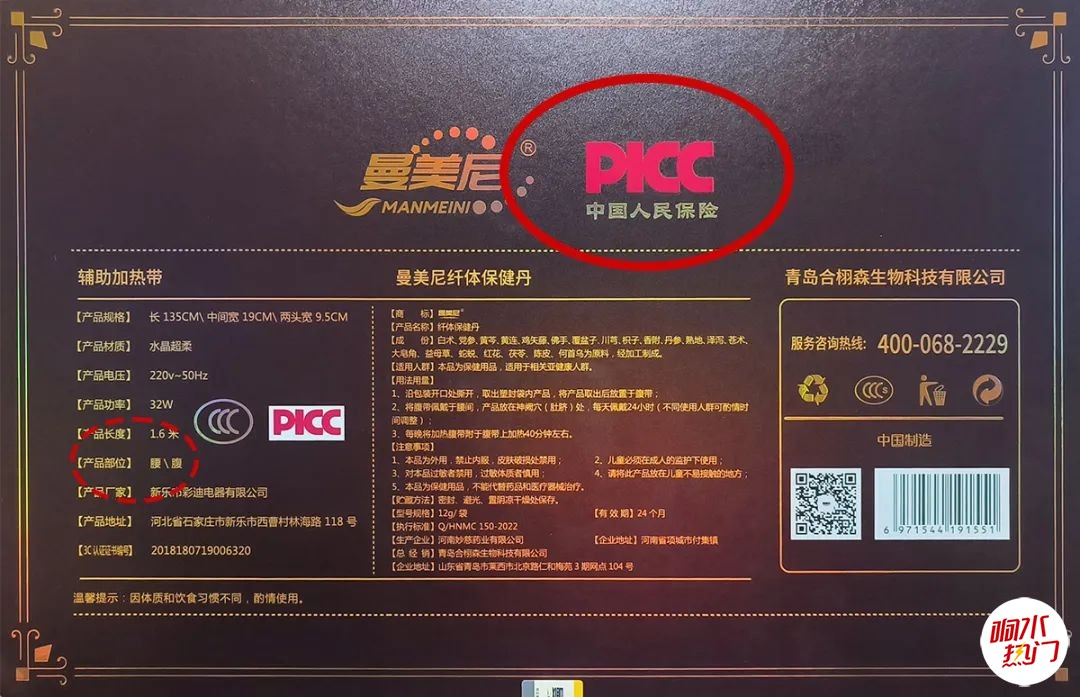 曼美尼®
MANMEINI
PICC
中国人民保险
辅助加热带
【产品规格】 长 135CM\ 中间宽 19CM\ 两头宽 9.5CM
【产品材质】 水晶超柔
【产品电压】 220v~50Hz
【产品功率】 32W
【产品长度】 1.6 米
【产品部位】 腰 \ 腹
【产品厂家】 新乐市彩迪电器有限公司
【产品地址】 河北省石家庄市新乐市西曹村林海路 118 号
【3C认证证书编号】 2018180719006320
CCC
PICC
曼美尼纤体保健丹
【商 标】曼美尼®
【产品名称】纤体保健丹
【成 份】白术、党参、黄芩、黄连、鸡矢藤、佛手、覆盆子、川芎、枳子、香附、丹参、熟地、泽泻、苍术、
大皂角、益母草、蛇蜕、红花、茯苓、陈皮、何首乌为原料,经加工制成。
【适用人群】本品为保健用品,适用于相关亚健康人群。
【用法用量】
1、沿包装开口处撕开,取出塑封袋内产品,将产品取出后放置于腹带;
2、将腹带佩戴于腰间,产品放在神阙穴(肚脐)处,每天佩戴24小时(不同使用人群可酌情时
间调整);
3、每晚将加热腹带附于腹带上加热40分钟左右。
【注意事项】
1、本品为外用,禁止内服,皮肤破损处禁用; 2、儿童必须在成人的监护下使用;
3、对本品过敏者禁用,过敏体质者慎用; 4、请将此产品放在儿童不易接触的地方;
5、本品为保健用品,不能代替药品和医疗器械治疗。
【贮藏方法】密封、避光、置阴凉干燥处保存。
【型号规格】12g/ 袋 【有 效 期】24 个月
【执行标准】Q/HNMC 150-2022
【生产企业】河南妙慈药业有限公司 【企业地址】河南省项城市付集镇
【总 经 销】青岛合栩森生物科技有限公司
【企业地址】山东省青岛市莱西市北京路仁和梅苑 3 期网点 104 号
青岛合栩森生物科技有限公司
服务咨询热线: 400-068-2229
CCC S
中国制造
6 971544 191551
温馨提示:因体质和饮食习惯不同,酌情使用。
响水
热门